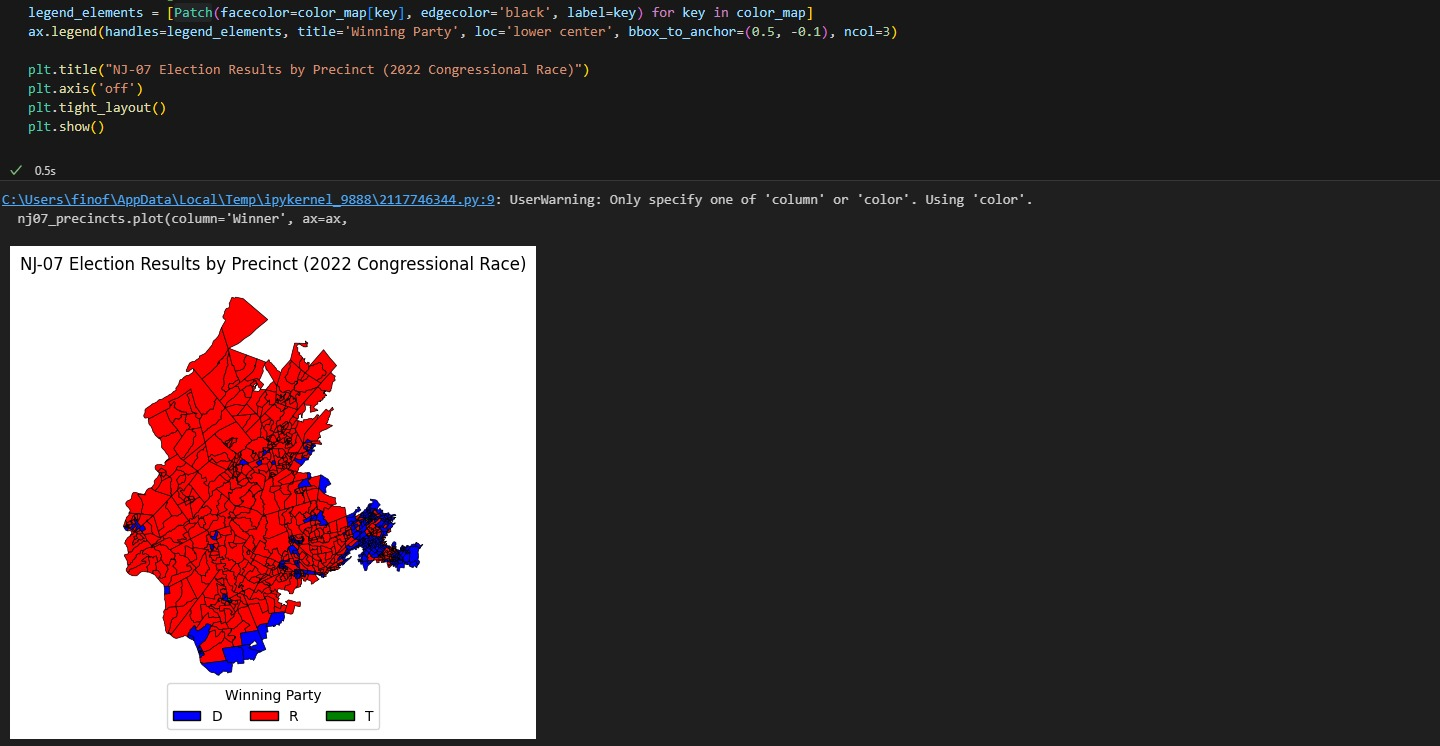 legend_elements = [Patch(facecolor=color_map[key], edgecolor='black', label=key) for key in color_map]
ax.legend(handles=legend_elements, title='Winning Party', loc='lower center', bbox_to_anchor=(0.5, -0.1), ncol=3)
plt.title("NJ-07 Election Results by Precinct (2022 Congressional Race)")
plt.axis('off')
plt.tight_layout()
plt.show()
0.5s
C:\Users\finof\AppData\Local\Temp\ipykernel_9888\2117746344.py:9: UserWarning: Only specify one of 'column' or 'color'. Using 'color'.
nj07_precincts.plot(column='Winner', ax=ax,
NJ-07 Election Results by Precinct (2022 Congressional Race)
Winning Party
D R T